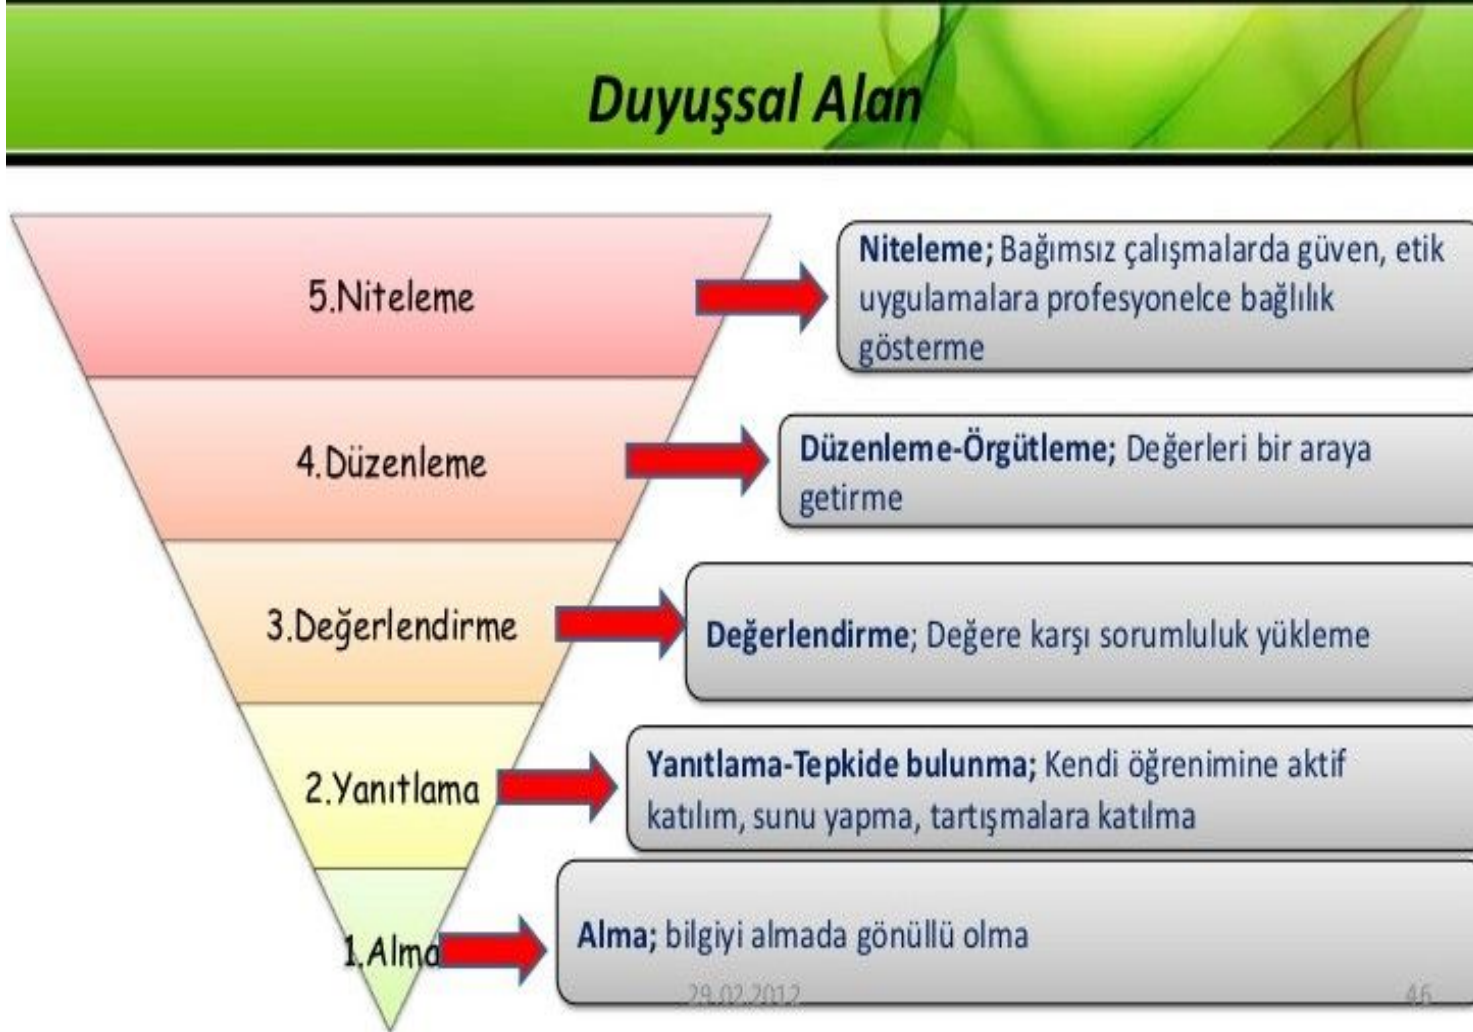 Duyuşsal Alan
5.Niteleme
Niteleme; Bağımsız çalışmalarda güven, etik
uygulamalara profesyonelce bağlılık
gösterme
4.Düzenleme
Düzenleme-Örgütleme; Değerleri bir araya
getirme
3.Değerlendirme
Değerlendirme; Değere karşı sorumluluk yükleme
2.Yanıtlama
Yanıtlama-Tepkide bulunma; Kendi öğrenimine aktif
katılım, sunu yapma, tartışmalara katılma
1.Alma
Alma; bilgiyi almada gönüllü olma
29.02.2012
46